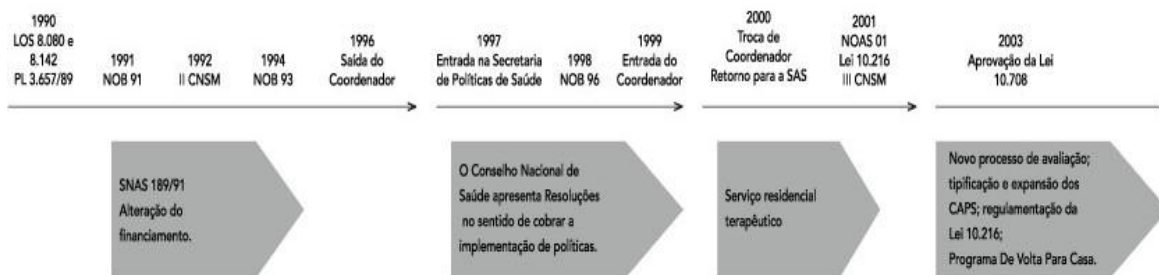 1990
LOS 8.080 e
8.142
PL 3.657/89
1991
NOB 91
1992
II CNSM
1994
NOB 93
1996
Saída do
Coordenador
1997
Entrada na Secretaria
de Políticas de Saúde
1998
NOB 96
1999
Entrada do
Coordenador
2000
Troca de
Coordenador
Retorno para a SAS
2001
NOAS 01
Lei 10.216
III CNSM
2003
Aprovação da Lei
10.708
SNAS 189/91
Alteração do
financiamento.
O Conselho Nacional de
Saúde apresenta Resoluções
no sentido de cobrar a
implementação de políticas.
Serviço residencial
terapêutico
Novo processo de avaliação;
tipificação e expansão dos
CAPS; regulamentação da
Lei 10.216;
Programa De Volta Para Casa.